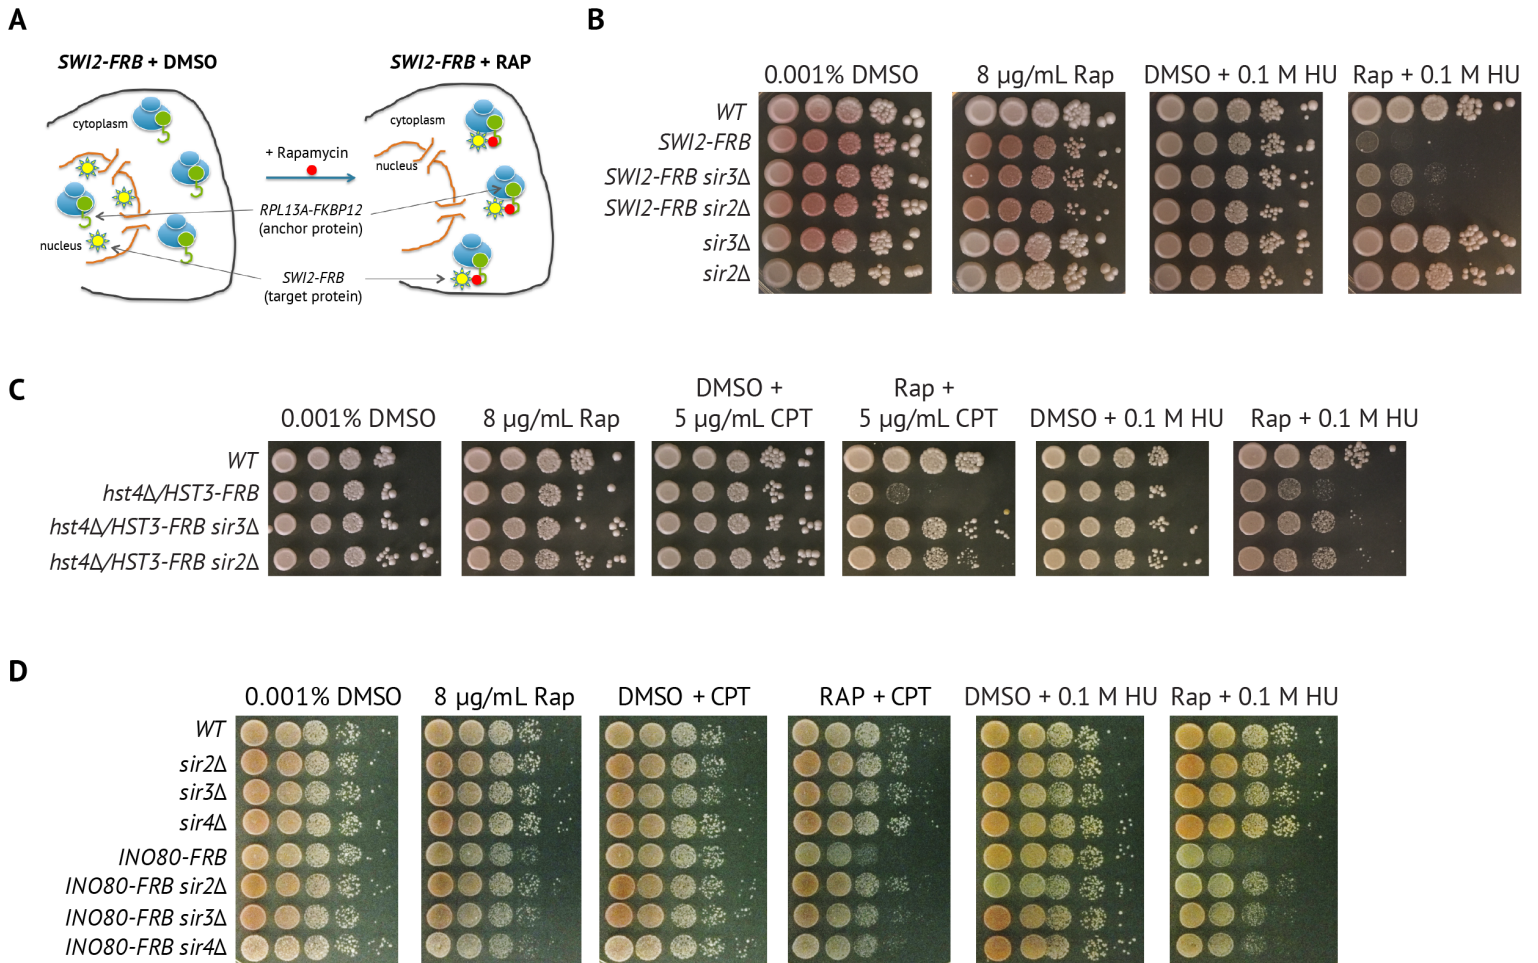 A
SWI2-FRB + DMSO
SWI2-FRB + RAP
cytoplasm
cytoplasm
+ Rapamycin
nucleus
RPL13A-FKBP12
(anchor protein)
nucleus
SWI2-FRB
(target protein)
B
0.001% DMSO
8 µg/mL Rap
DMSO + 0.1 M HU
Rap + 0.1 M HU
WT
SWI2-FRB
SWI2-FRB sir3Δ
SWI2-FRB sir2Δ
sir3Δ
sir2Δ
C
0.001% DMSO
8 µg/mL Rap
DMSO +
5 µg/mL CPT
Rap +
5 µg/mL CPT
DMSO + 0.1 M HU
Rap + 0.1 M HU
WT
hst4Δ/HST3-FRB
hst4Δ/HST3-FRB sir3Δ
hst4Δ/HST3-FRB sir2Δ
D
0.001% DMSO
8 µg/mL Rap
DMSO + CPT
RAP + CPT
DMSO + 0.1 M HU
Rap + 0.1 M HU
WT
sir2Δ
sir3Δ
sir4Δ
INO80-FRB
INO80-FRB sir2Δ
INO80-FRB sir3Δ
INO80-FRB sir4Δ